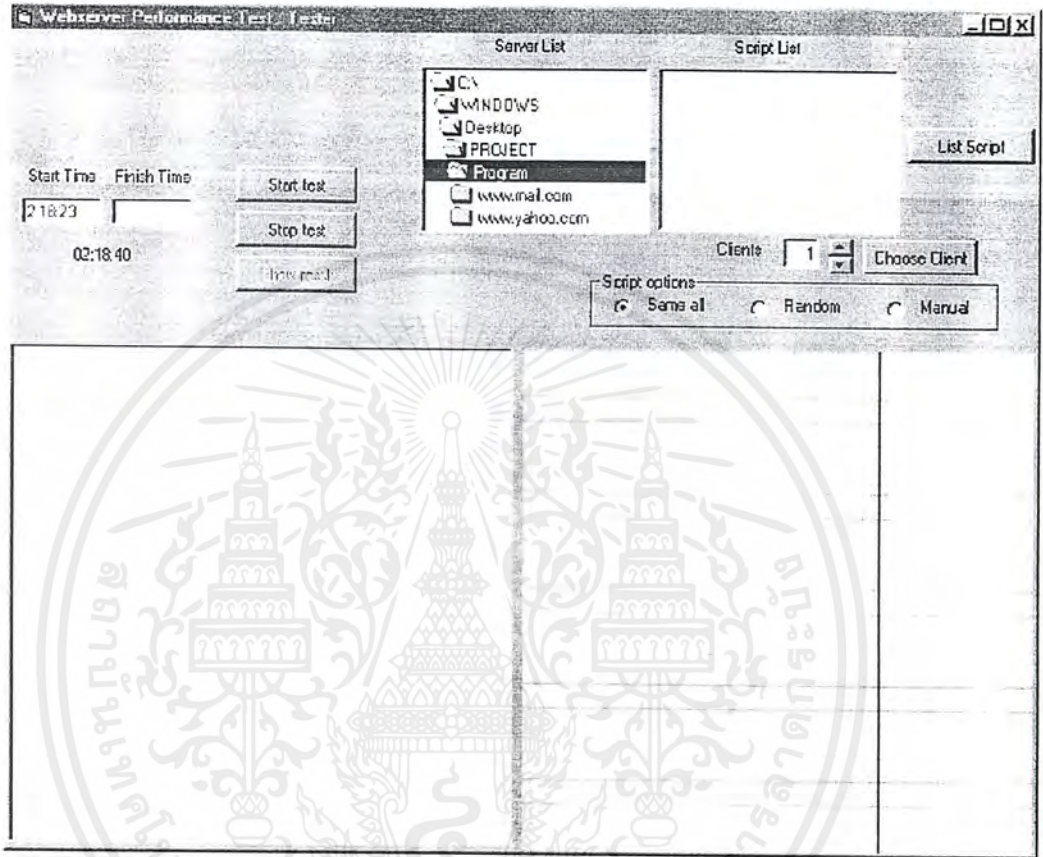 Webserver Performance Test - Tester
Server List
Script List
C:\
WINDOWS
Desktop
PROJECT
Program
www.mail.com
www.yahoo.com
List Script
Start Time
Finish Time
2:18:23
02:18:40
Start test
Stop test
Clients
1
Choose Client
Script options
Same all
Random
Manual